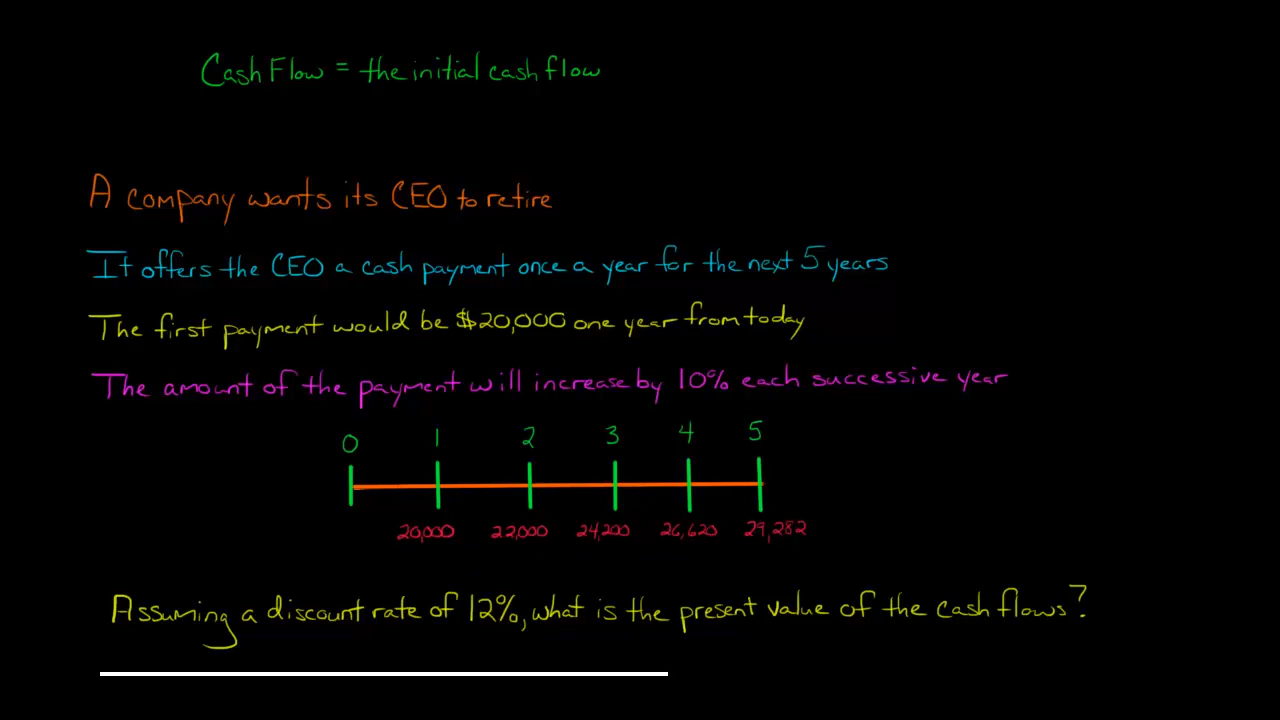 Cash Flow = the initial cash flow
A company wants its CEO to retire
It offers the CEO a cash payment once a year for the next 5 years
The first payment would be $20,000 one year from today
The amount of the payment will increase by 10% each successive year
0 1 2 3 4 5
20,000 22,000 24,200 26,620 29,282
Assuming a discount rate of 12%, what is the present value of the cash flows?